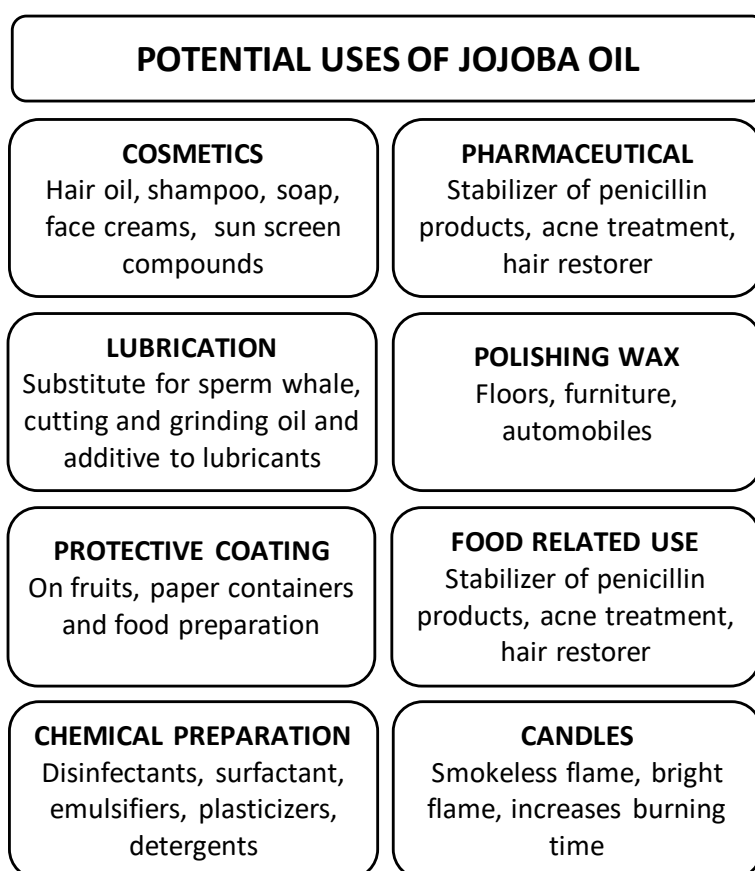 POTENTIAL USES OF JOJOBA OIL
COSMETICS
Hair oil, shampoo, soap,
face creams, sun screen
compounds
PHARMACEUTICAL
Stabilizer of penicillin
products, acne treatment,
hair restorer
LUBRICATION
Substitute for sperm whale,
cutting and grinding oil and
additive to lubricants
POLISHING WAX
Floors, furniture,
automobiles
PROTECTIVE COATING
On fruits, paper containers
and food preparation
FOOD RELATED USE
Stabilizer of penicillin
products, acne treatment,
hair restorer
CHEMICAL PREPARATION
Disinfectants, surfactant,
emulsifiers, plasticizers,
detergents
CANDLES
Smokeless flame, bright
flame, increases burning
time